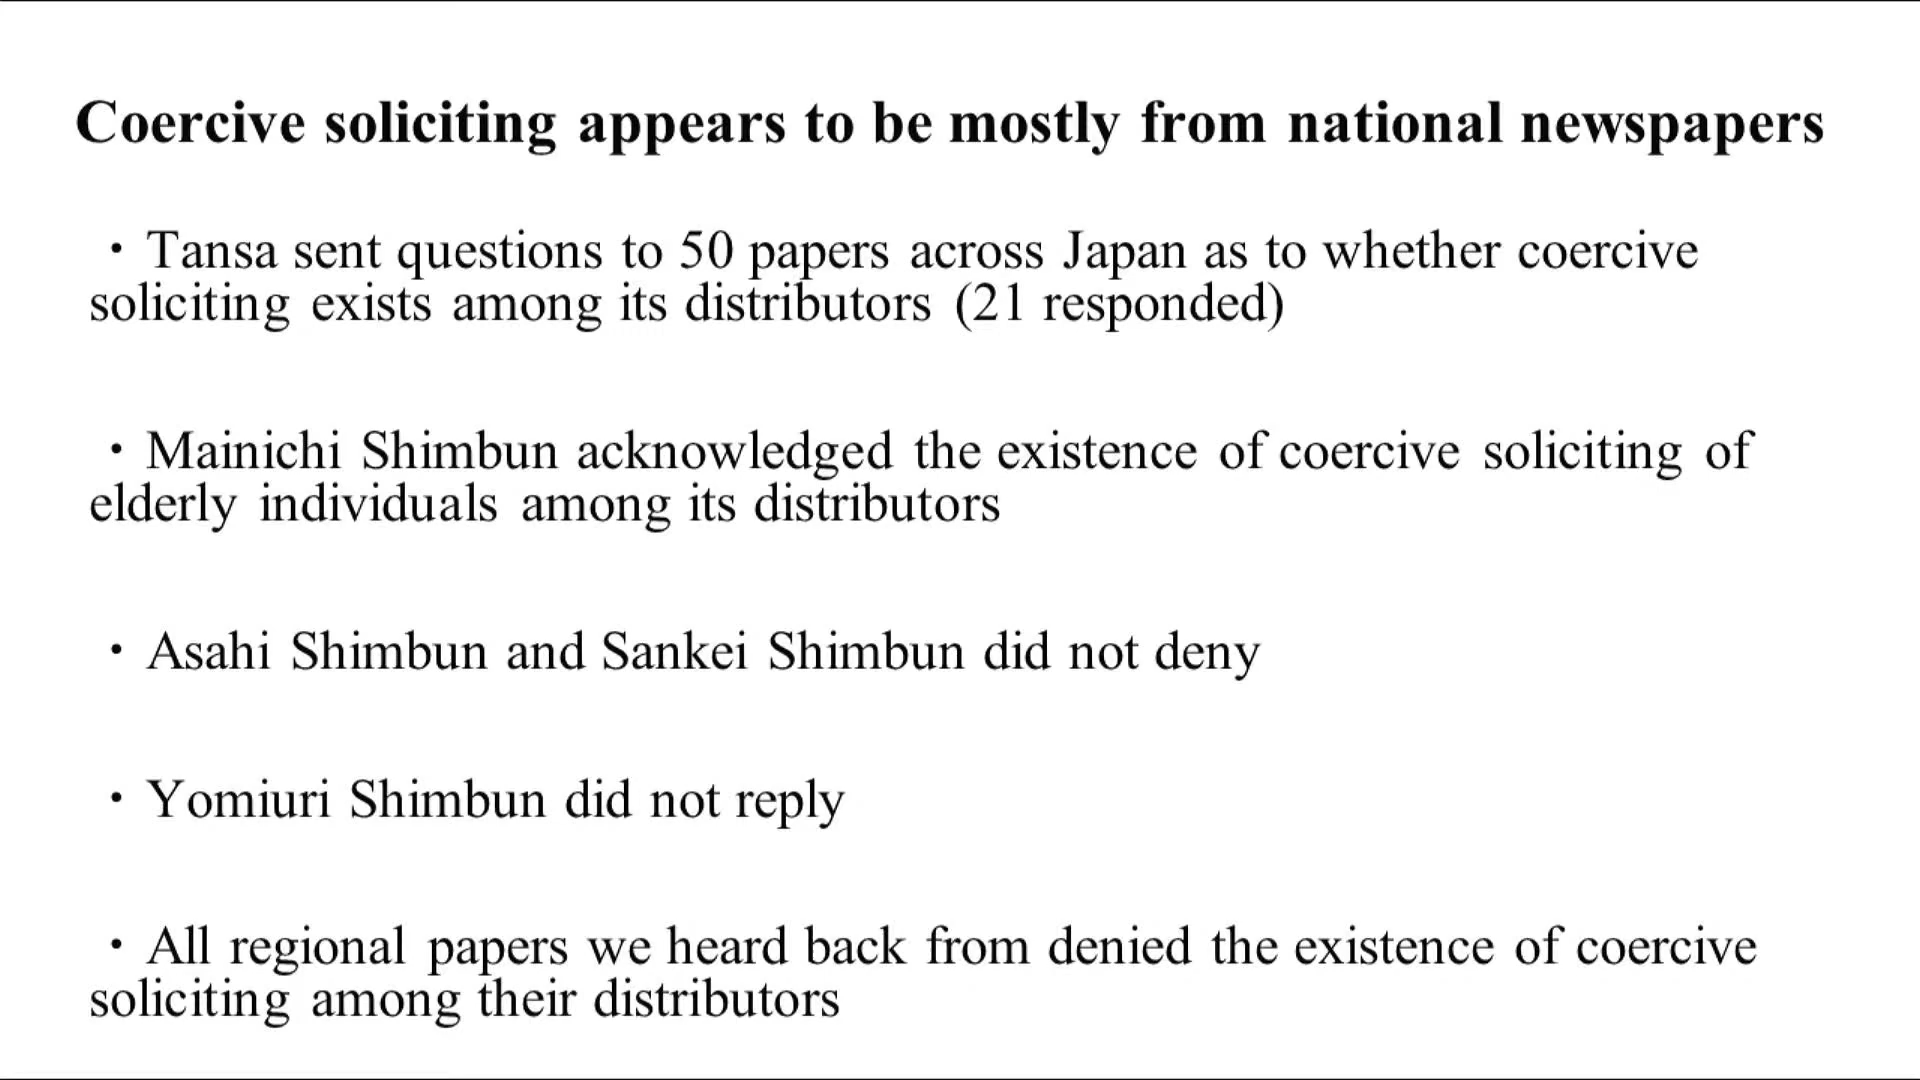 Coercive soliciting appears to be mostly from national newspapers
・Tansa sent questions to 50 papers across Japan as to whether coercive
soliciting exists among its distributors (21 responded)
・Mainichi Shimbun acknowledged the existence of coercive soliciting of
elderly individuals among its distributors
・Asahi Shimbun and Sankei Shimbun did not deny
・Yomiuri Shimbun did not reply
・All regional papers we heard back from denied the existence of coercive
soliciting among their distributors